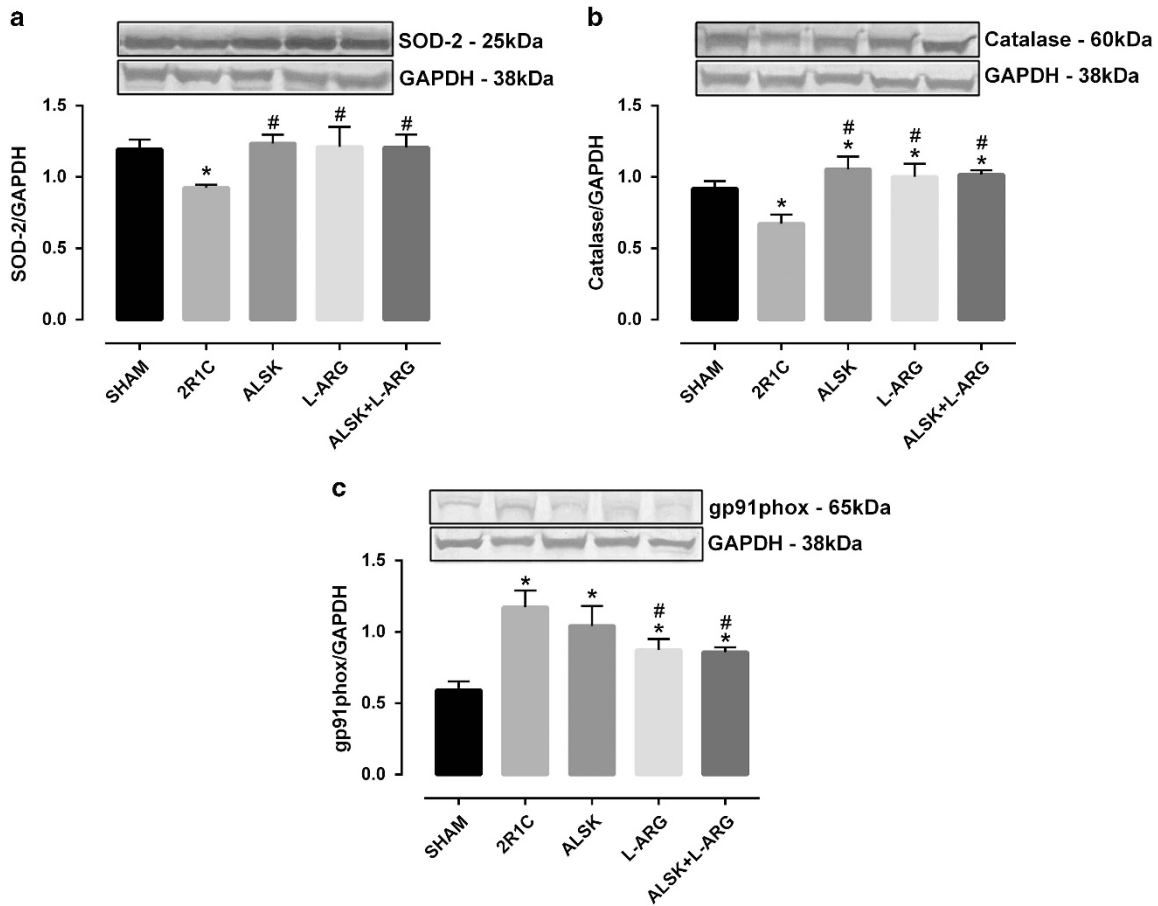 a
SOD-2 - 25kDa
GAPDH - 38kDa
SOD-2/GAPDH
1.5
1.0
0.5
0.0
*
#
#
#
SHAM
2R1C
ALSK
L-ARG
ALSK+L-ARG
b
Catalase - 60kDa
GAPDH - 38kDa
Catalase/GAPDH
1.5
1.0
0.5
0.0
*
#
*
#
*
#
*
SHAM
2R1C
ALSK
L-ARG
ALSK+L-ARG
c
gp91phox - 65kDa
GAPDH - 38kDa
gp91phox/GAPDH
1.5
1.0
0.5
0.0
*
*
#
*
#
*
SHAM
2R1C
ALSK
L-ARG
ALSK+L-ARG